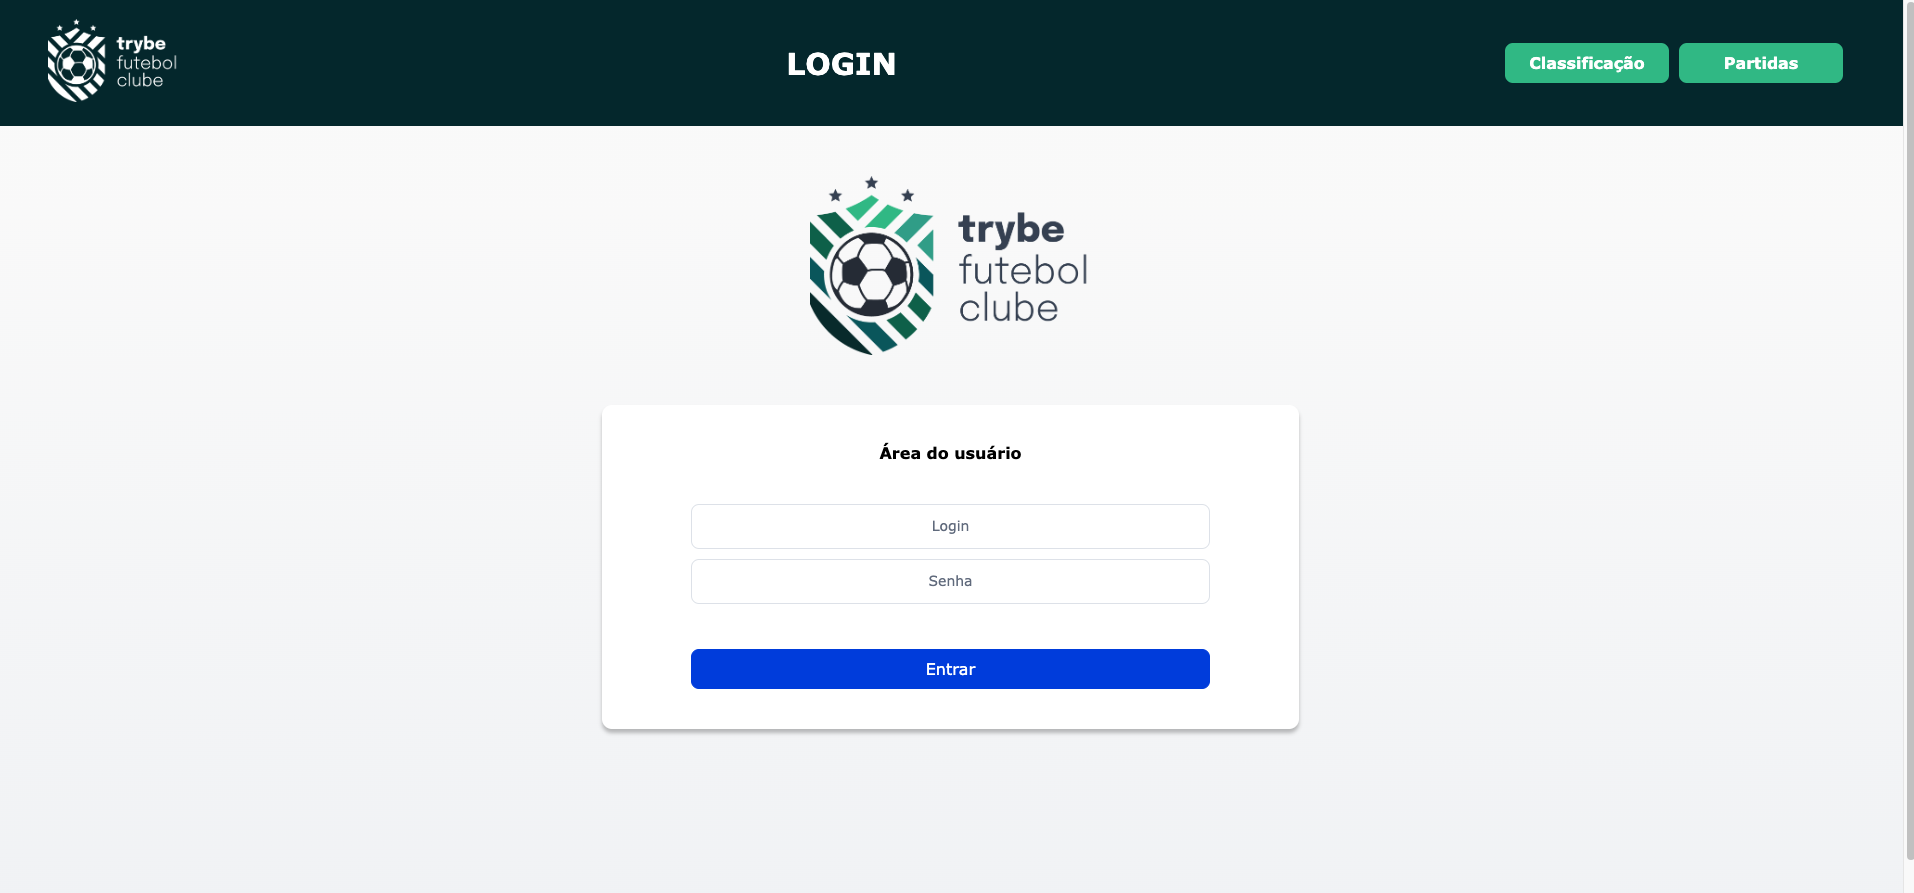 trybe
futebol
clube
LOGIN
Classificação
Partidas
trybe
futebol
clube
Área do usuário
Login
Senha
Entrar